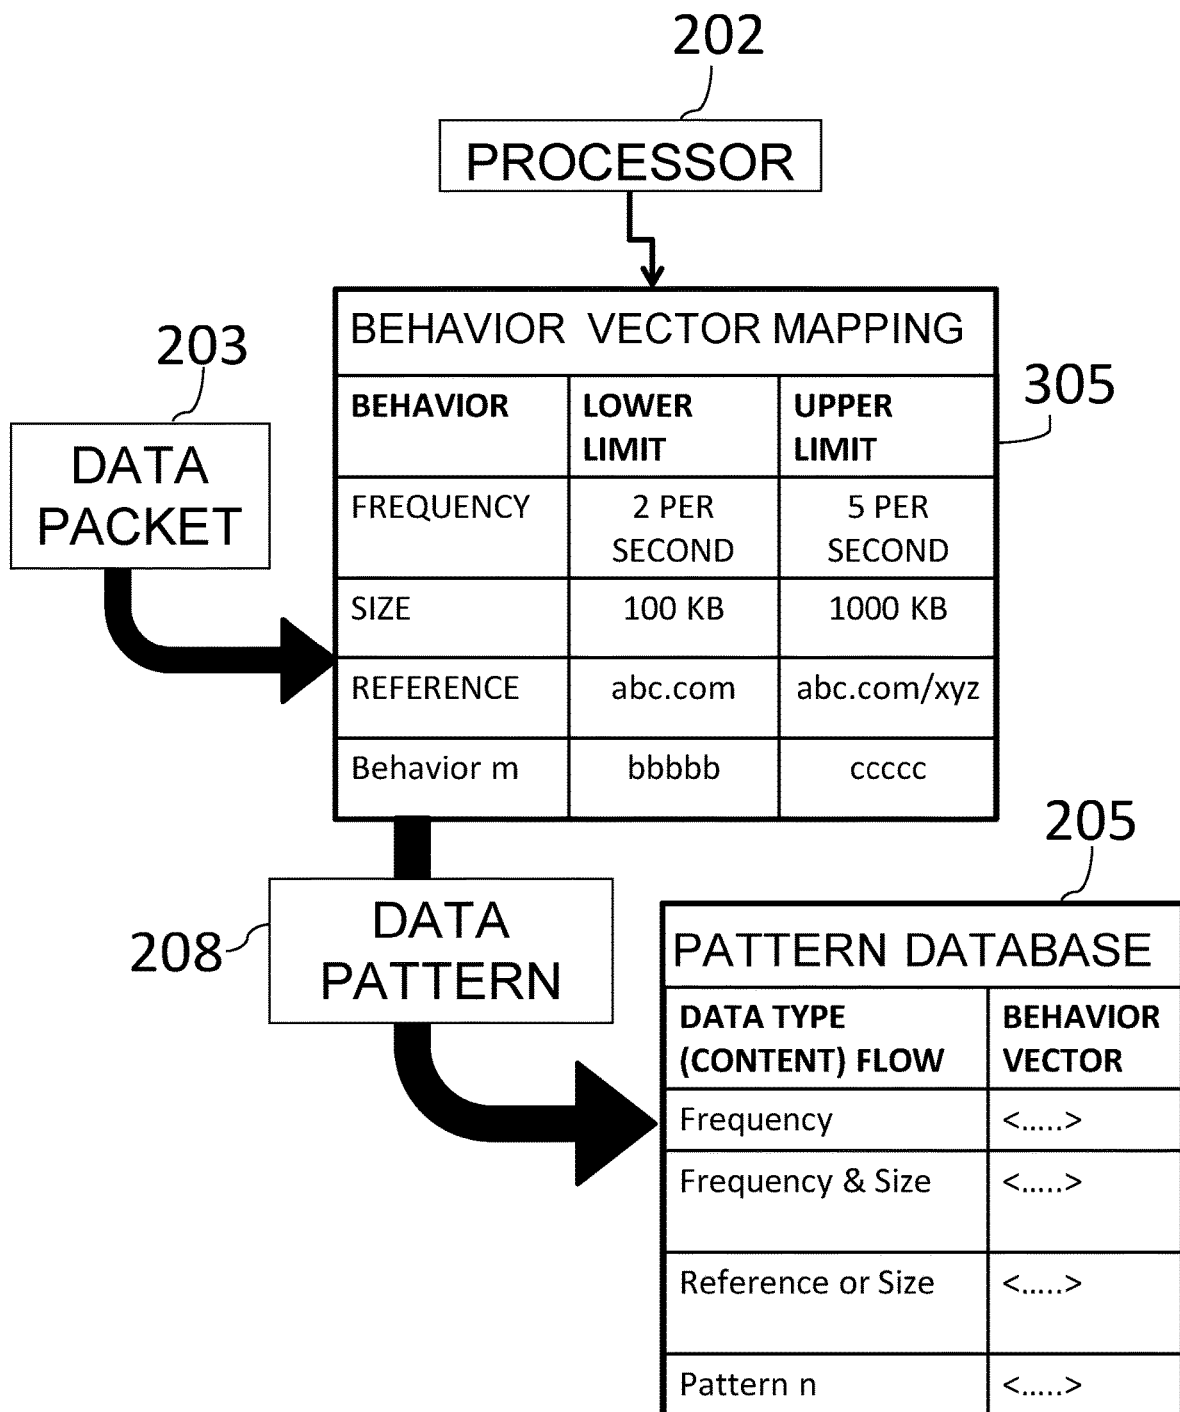 202
PROCESSOR
203
DATA
PACKET
BEHAVIOR VECTOR MAPPING
305
BEHAVIOR LOWER LIMIT UPPER LIMIT
FREQUENCY 2 PER SECOND 5 PER SECOND
SIZE 100 KB 1000 KB
REFERENCE abc.com abc.com/xyz
Behavior m bbbbb ccccc
208
DATA
PATTERN
205
PATTERN DATABASE
DATA TYPE (CONTENT) FLOW BEHAVIOR VECTOR
Frequency <.....>
Frequency & Size <.....>
Reference or Size <.....>
Pattern n <.....>